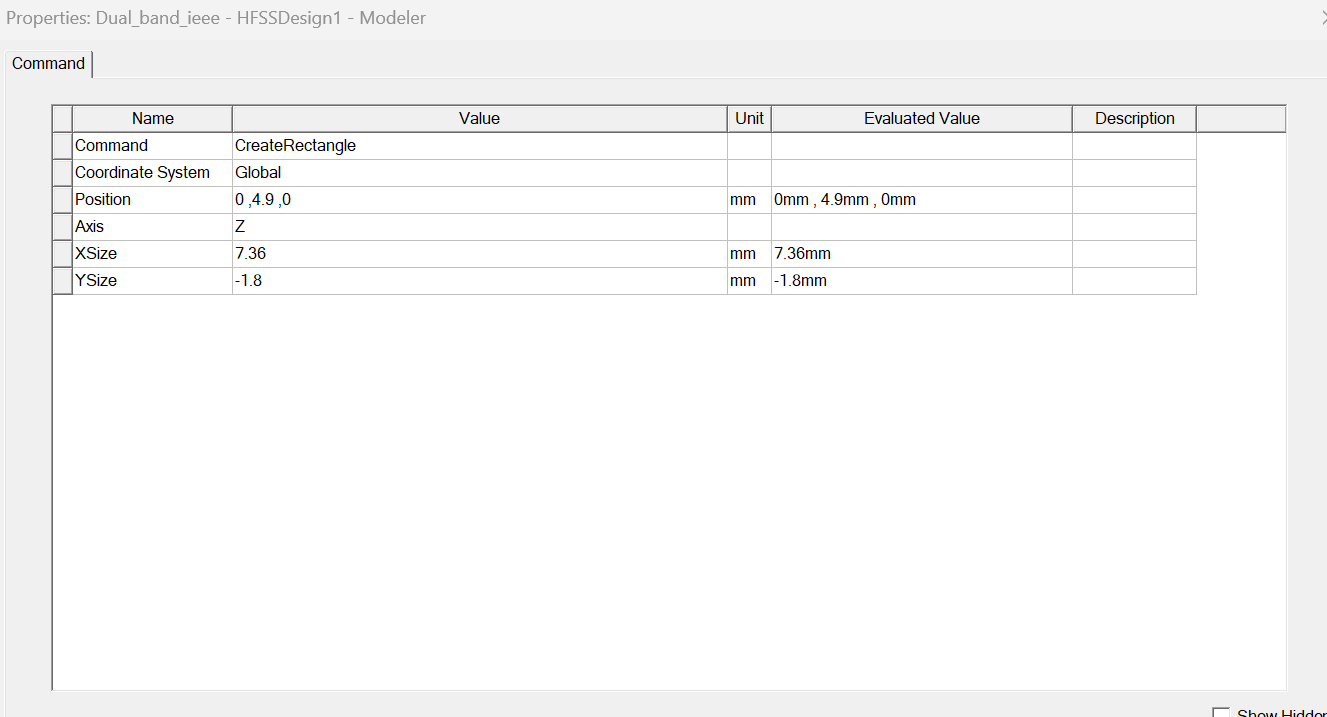 Properties: Dual_band_ieee - HFSSDesign1 - Modeler
Command
Name Value Unit Evaluated Value Description
Command CreateRectangle
Coordinate System Global
Position 0 ,4.9 ,0 mm 0mm , 4.9mm , 0mm
Axis Z
XSize 7.36 mm 7.36mm
YSize -1.8 mm -1.8mm
Show